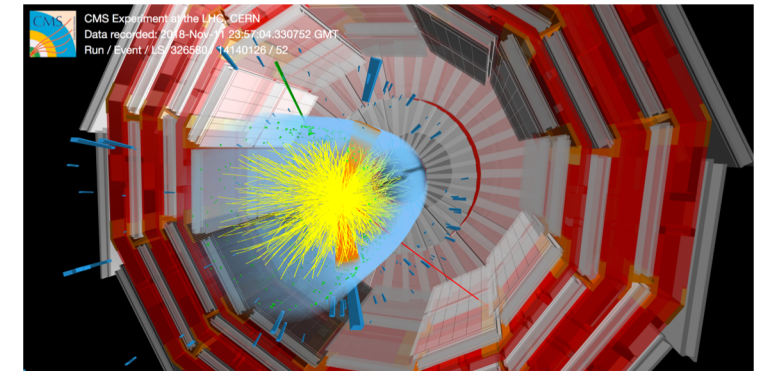 CMS
CMS Experiment at the LHC, CERN
Data recorded: 2018-Nov-11 23:57:04.330752 GMT
Run / Event / LS: 326580 / 14140126 / 52